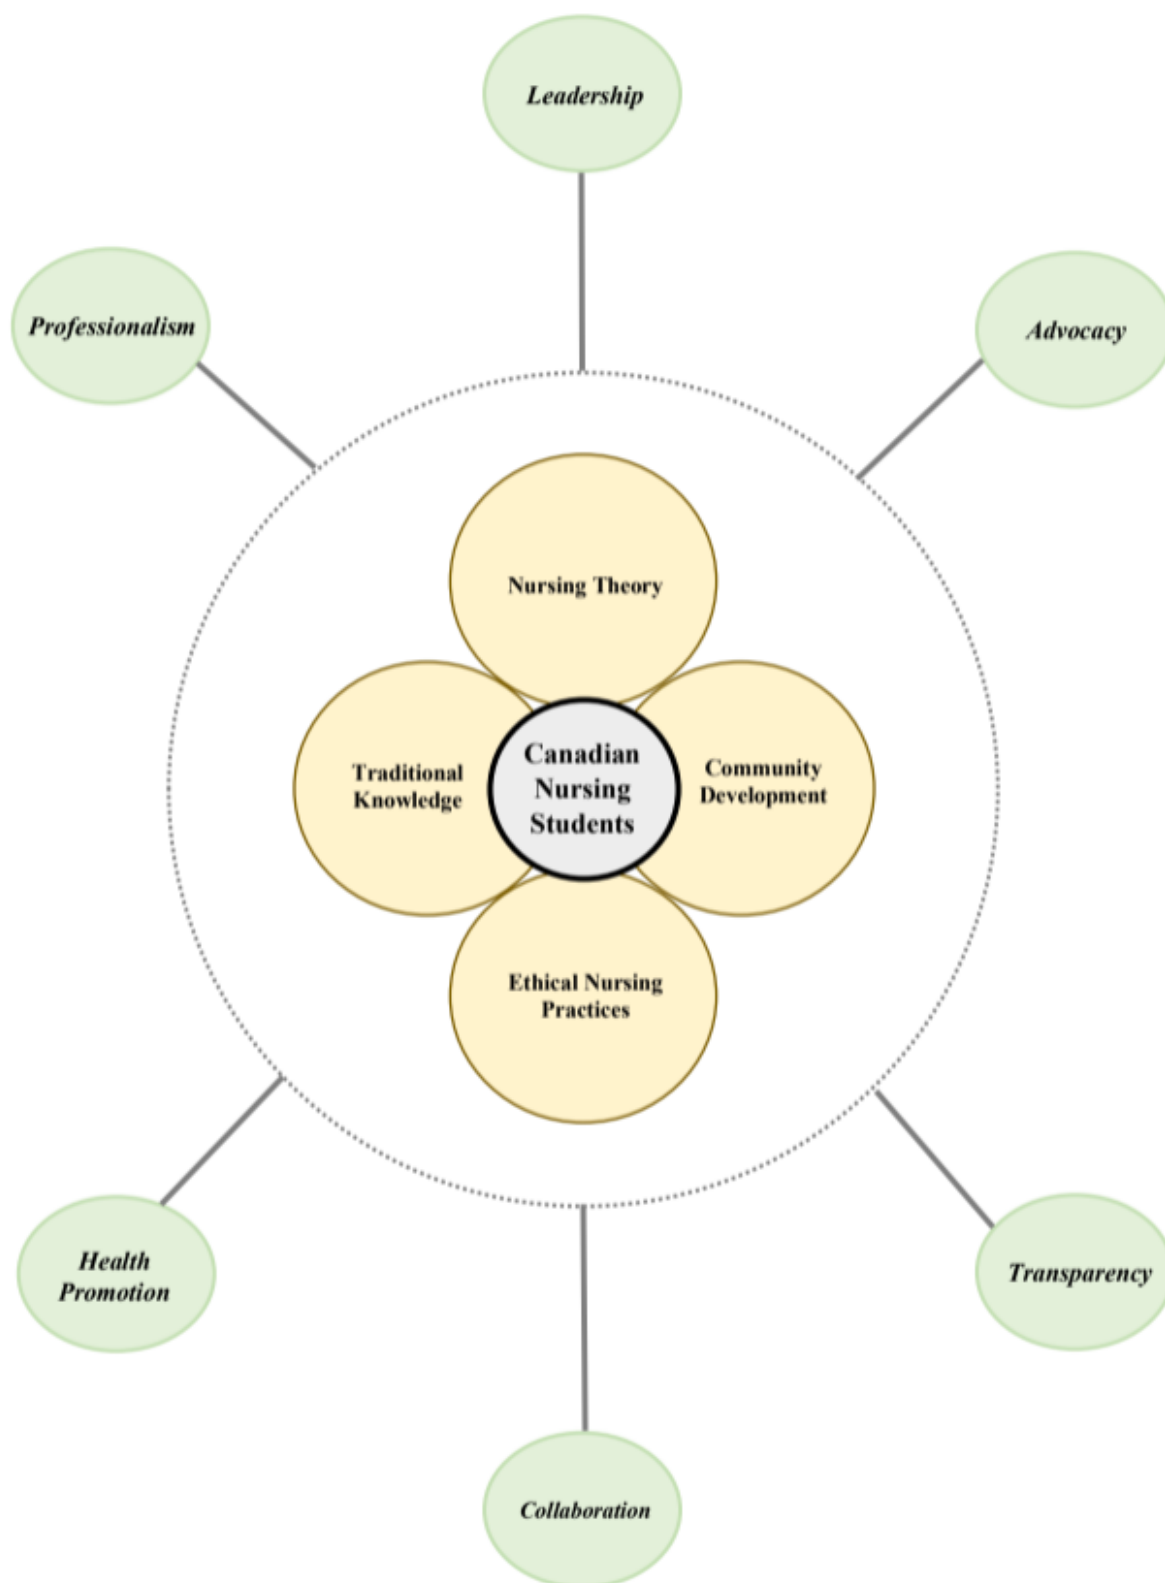 Leadership
Professionalism
Advocacy
Nursing Theory
Traditional
Knowledge
Canadian
Nursing
Students
Community
Development
Ethical Nursing
Practices
Health
Promotion
Transparency
Collaboration